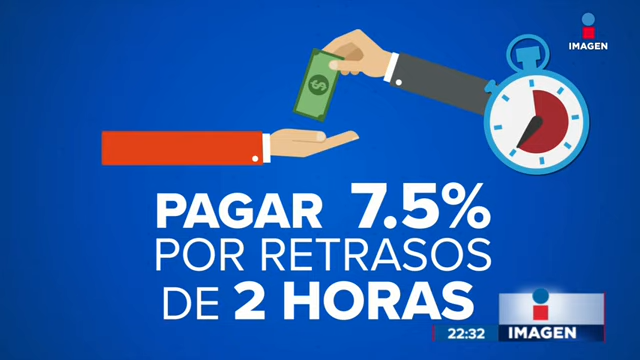 IMAGEN
$
PAGAR 7.5%
POR RETRASOS
DE 2 HORAS
22:32 IMAGEN